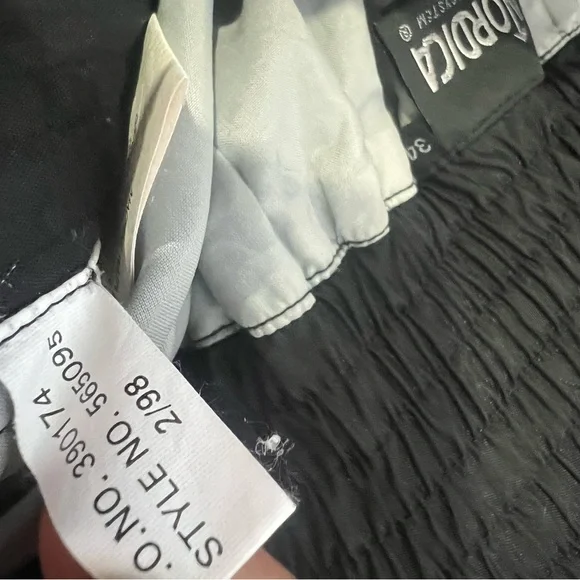 NORDICA
SYSTEM ®
O.NO. 390174
STYLE NO. 565095
2/98